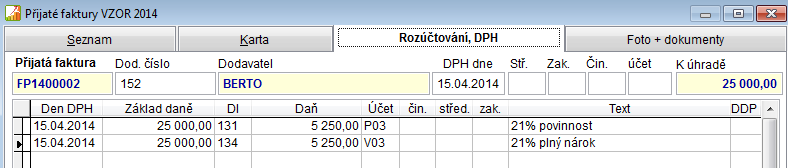 Přijaté faktury VZOR 2014
Seznam Karta Rozúčtování, DPH Foto + dokumenty
Přijatá faktura Dod. číslo Dodavatel DPH dne Stř. Zak. Čin. účet K úhradě
FP1400002 152 BERTO 15.04.2014 25 000,00
Den DPH Základ daně DI Daň Účet čin. střed. zak. Text DDP
15.04.2014 25 000,00 131 5 250,00 P03 21% povinnost
15.04.2014 25 000,00 134 5 250,00 V03 21% plný nárok